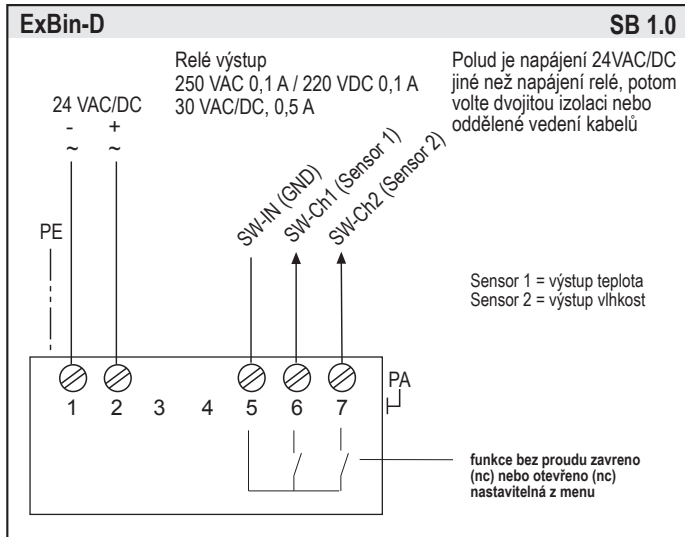 ExBin-D
SB 1.0
Relé výstup
250 VAC 0,1 A / 220 VDC 0,1 A
30 VAC/DC, 0,5 A
Polud je napájení 24VAC/DC
jiné než napájení relé, potom
volte dvojitou izolaci nebo
oddělené vedení kabelů
24 VAC/DC
- +
~ ~
PE
SW-IN (GND)
SW-Ch1 (Sensor 1)
SW-Ch2 (Sensor 2)
Sensor 1 = výstup teplota
Sensor 2 = výstup vlhkost
PA
1 2 3 4 5 6 7
funkce bez proudu zavreno
(nc) nebo otevřeno (nc)
nastavitelná z menu